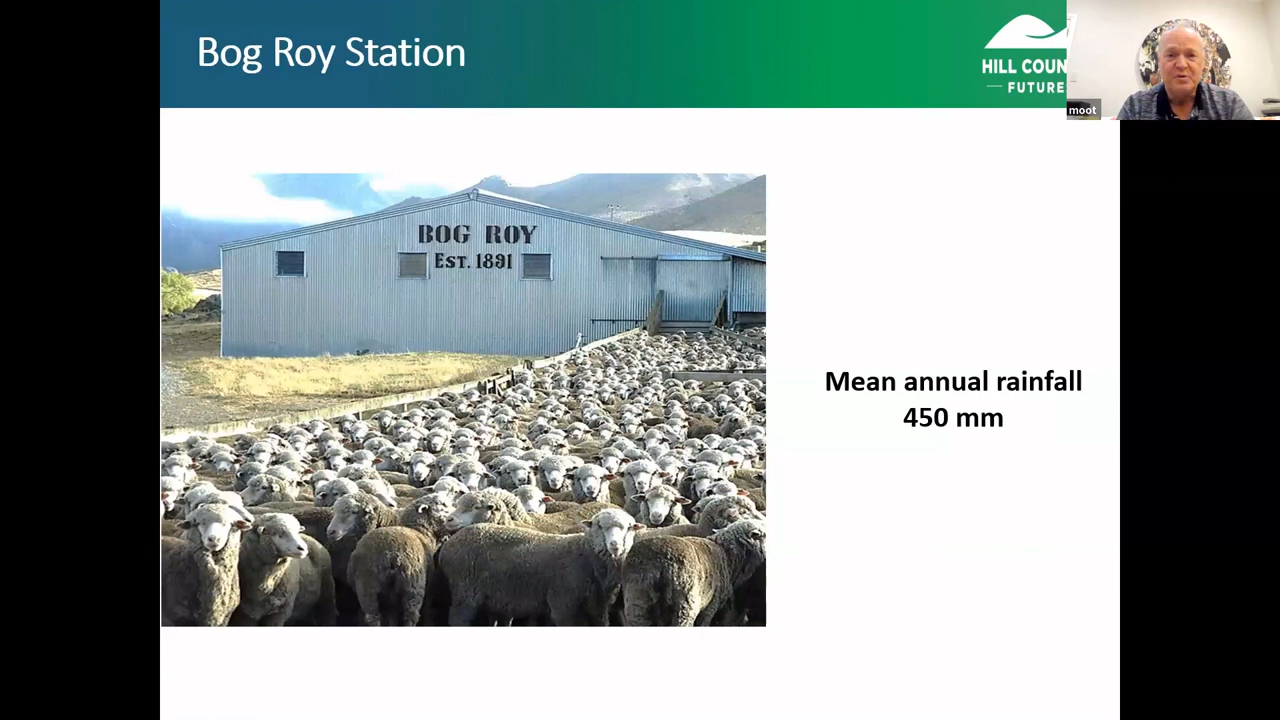 Bog Roy Station
HILL COUN
FUTURE
moot
BOG ROY
EST. 1891
Mean annual rainfall
450 mm